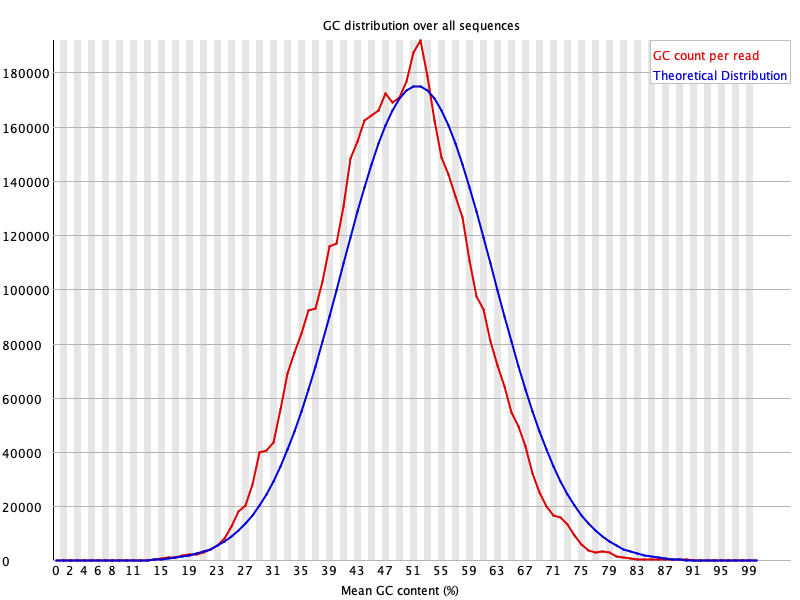 GC distribution over all sequences
GC count per read
Theoretical Distribution
180000
160000
140000
120000
100000
80000
60000
40000
20000
0
0 2 4 6 8 11 15 19 23 27 31 35 39 43 47 51 55 59 63 67 71 75 79 83 87 91 95 99
Mean GC content (%)